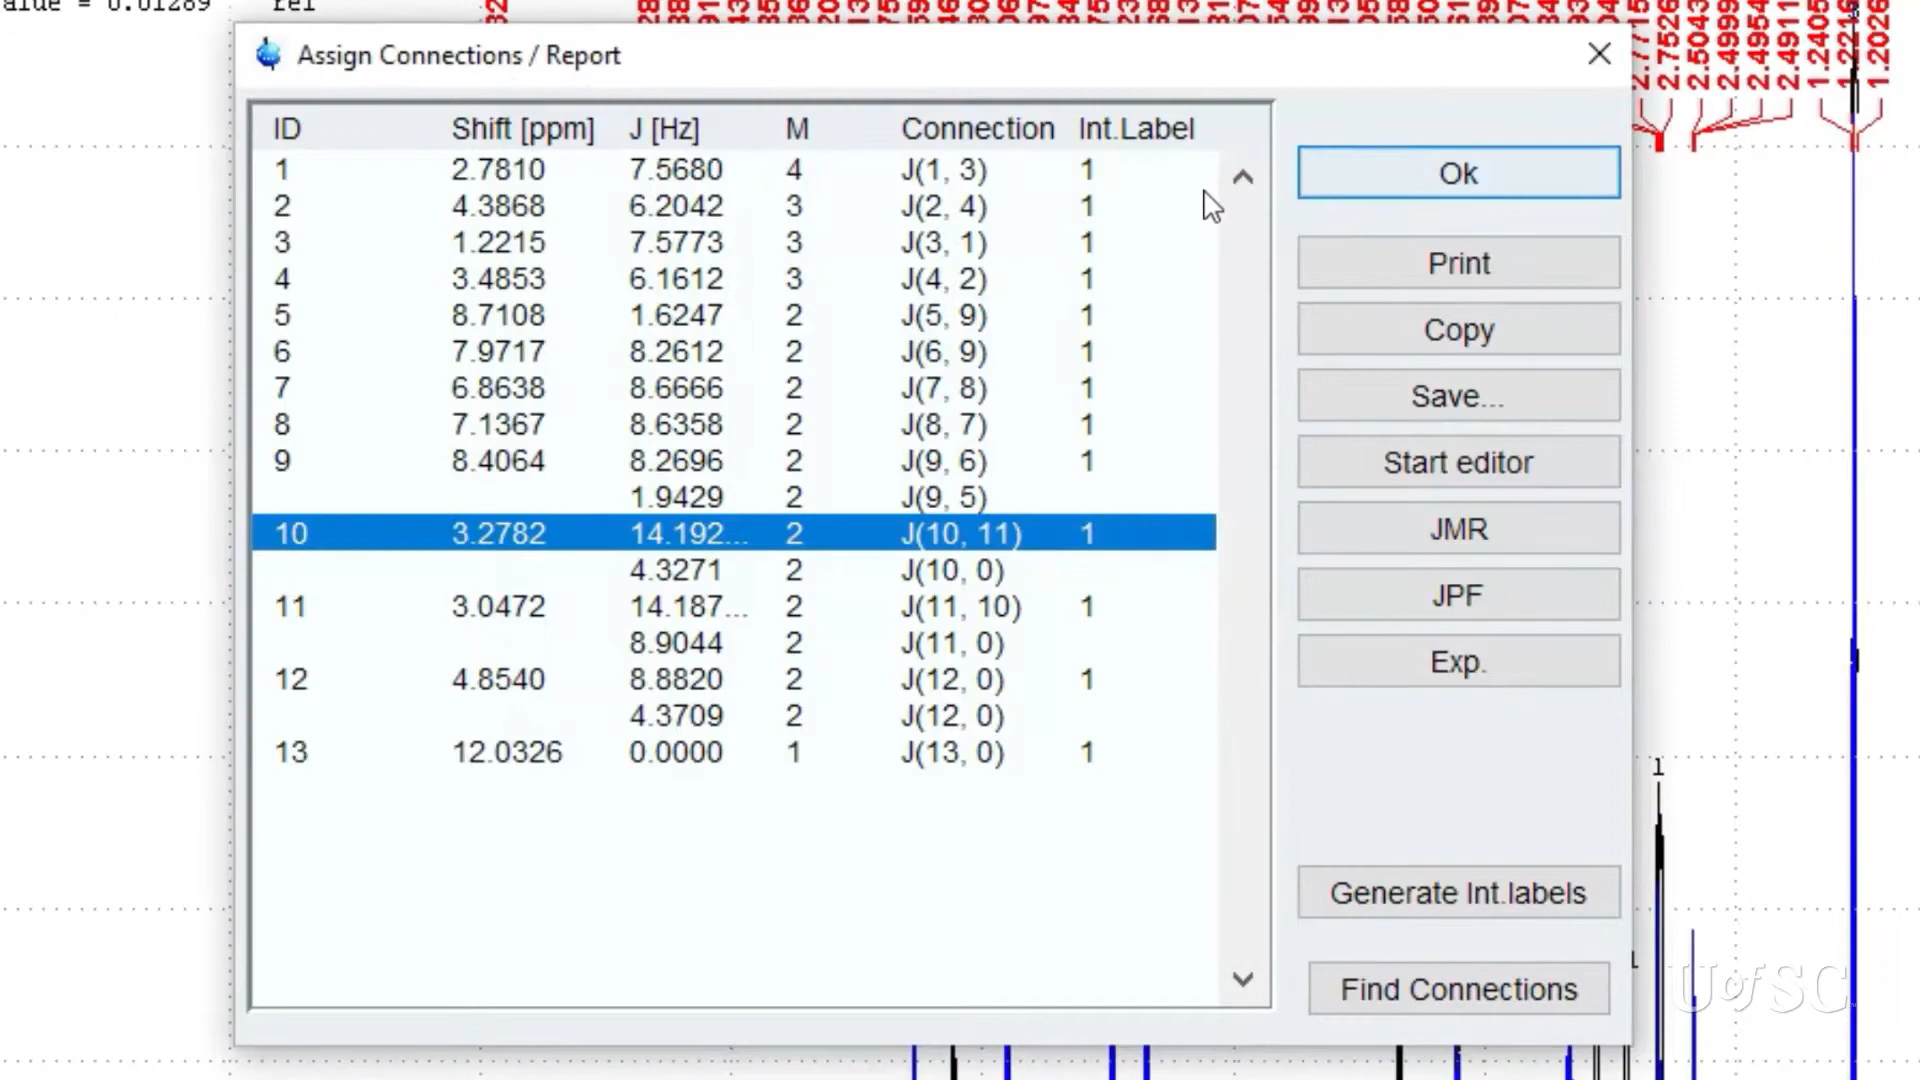 alue = 0.01289 rel
2.7526
2.5043
2.4999
2.4954
2.4911
1.2405
1.2216
1.2026
Assign Connections / Report
ID Shift [ppm] J [Hz] M Connection Int.Label
1 2.7810 7.5680 4 J(1, 3) 1
2 4.3868 6.2042 3 J(2, 4) 1
3 1.2215 7.5773 3 J(3, 1) 1
4 3.4853 6.1612 3 J(4, 2) 1
5 8.7108 1.6247 2 J(5, 9) 1
6 7.9717 8.2612 2 J(6, 9) 1
7 6.8638 8.6666 2 J(7, 8) 1
8 7.1367 8.6358 2 J(8, 7) 1
9 8.4064 8.2696 2 J(9, 6) 1
1.9429 2 J(9, 5)
10 3.2782 14.192... 2 J(10, 11) 1
4.3271 2 J(10, 0)
11 3.0472 14.187... 2 J(11, 10) 1
8.9044 2 J(11, 0)
12 4.8540 8.8820 2 J(12, 0) 1
4.3709 2 J(12, 0)
13 12.0326 0.0000 1 J(13, 0) 1
Ok
Print
Copy
Save...
Start editor
JMR
JPF
Exp.
Generate Int.labels
Find Connections
1
1
UofSC